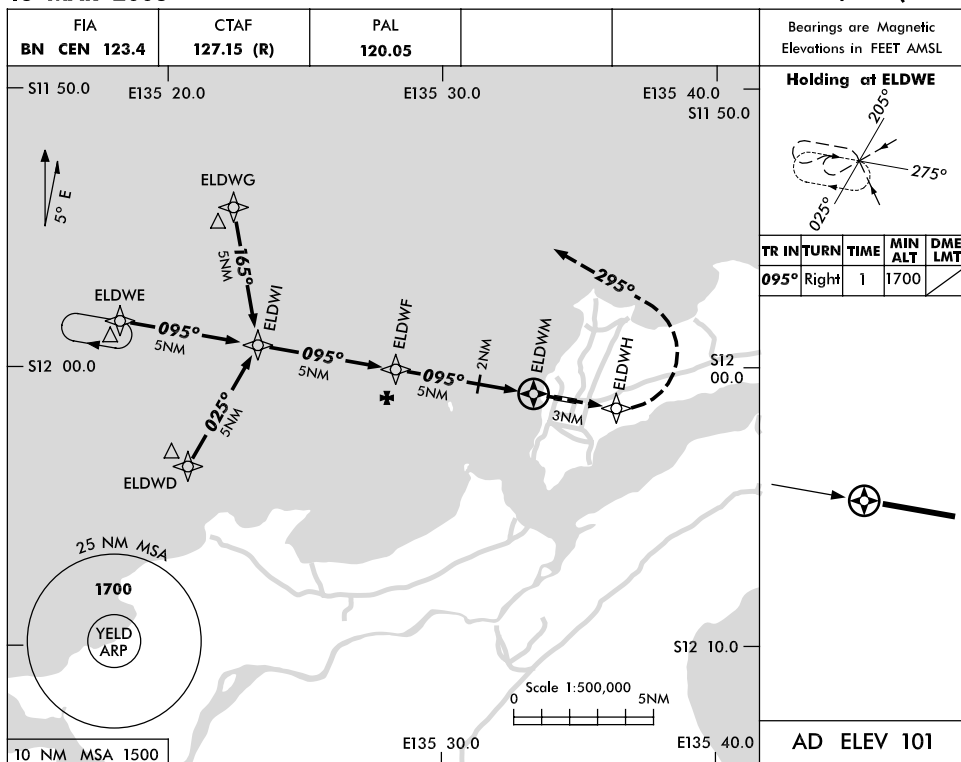 FIA
BN CEN 123.4
CTAF
127.15 (R)
PAL
120.05
Bearings are Magnetic
Elevations in FEET AMSL
S11 50.0
E135 20.0
E135 30.0
E135 40.0
S11 50.0
5° E
ELDWG
165°
5NM
ELDWE
095°
5NM
ELDWI
095°
5NM
ELDWF
095°
5NM
2NM
ELDWM
3NM
ELDWH
295°
S12 00.0
S12
00.0
025°
5NM
ELDWD
25 NM MSA
1700
YELD
ARP
10 NM MSA 1500
Scale 1:500,000
0
5NM
S12 10.0
E135 30.0
E135 40.0
Holding at ELDWE
205°
275°
025°
TR IN TURN TIME MIN ALT DME LMT
095° Right 1 1700
AD ELEV 101